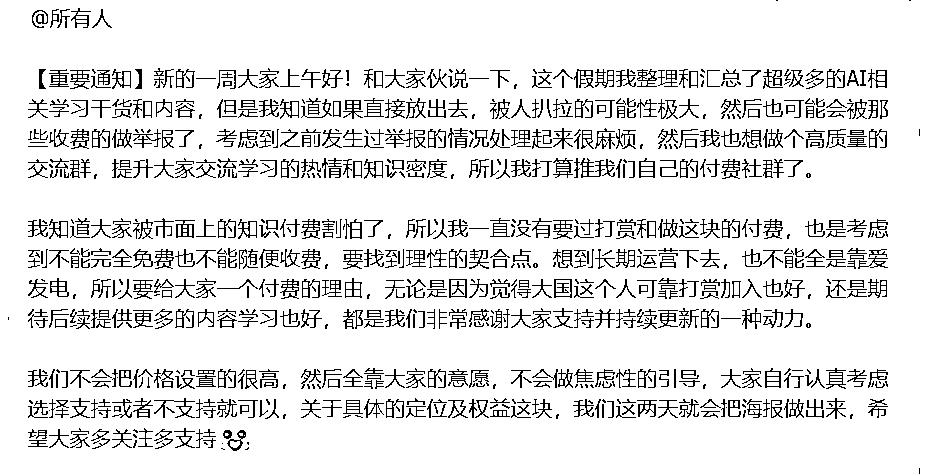 @所有人
【重要通知】新的一周大家上午好！和大家伙说一下，这个假期我整理和汇总了超级多的AI相
关学习干货和内容，但是我知道如果直接放出去，被人扒拉的可能性极大，然后也可能会被那
些收费的做举报了，考虑到之前发生过举报的情况处理起来很麻烦，然后我也想做个高质量的
交流群，提升大家交流学习的热情和知识密度，所以我打算推我们自己的付费社群了。
我知道大家被市面上的知识付费割怕了，所以我一直没有要过打赏和做这块的付费，也是考虑
到不能完全免费也不能随便收费，要找到理性的契合点。想到长期运营下去，也不能全是靠爱
发电，所以要给大家一个付费的理由，无论是因为觉得大国这个人可靠打赏加入也好，还是期
待后续提供更多的内容学习也好，都是我们非常感谢大家支持并持续更新的一种动力。
我们不会把价格设置的很高，然后全靠大家的意愿，不会做焦虑性的引导，大家自行认真考虑
选择支持或者不支持就可以，关于具体的定位及权益这块，我们这两天就会把海报做出来，希
望大家多关注多支持